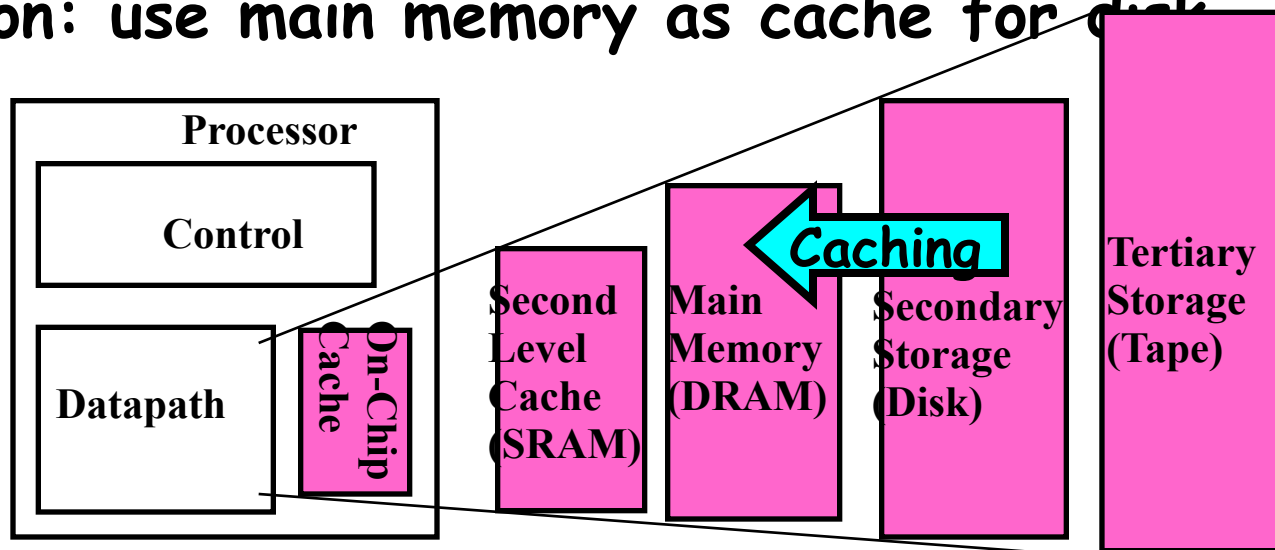 on: use main memory as cache for disk
Processor
Control
Datapath
On-Chip
Cache
Second
Level
Cache
(SRAM)
Main
Memory
(DRAM)
Caching
Secondary
Storage
(Disk)
Tertiary
Storage
(Tape)